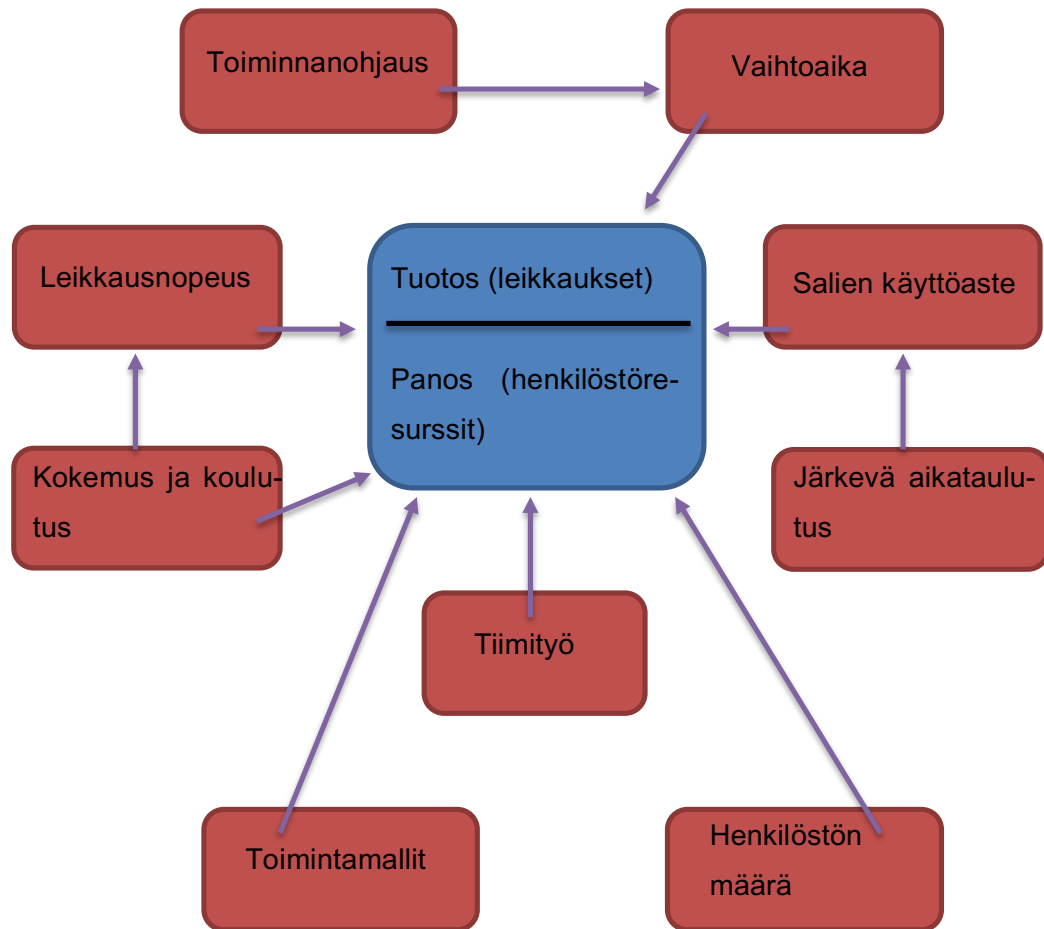 Toiminnanohjaus
Vaihtoaika
Leikkausnopeus
Tuotos (leikkaukset)
Salien käyttöaste
Panos (henkilöstöre-
surssit)
Kokemus ja koulu-
tus
Järkevä aikataulu-
tus
Tiimityö
Toimintamallit
Henkilöstön
määrä